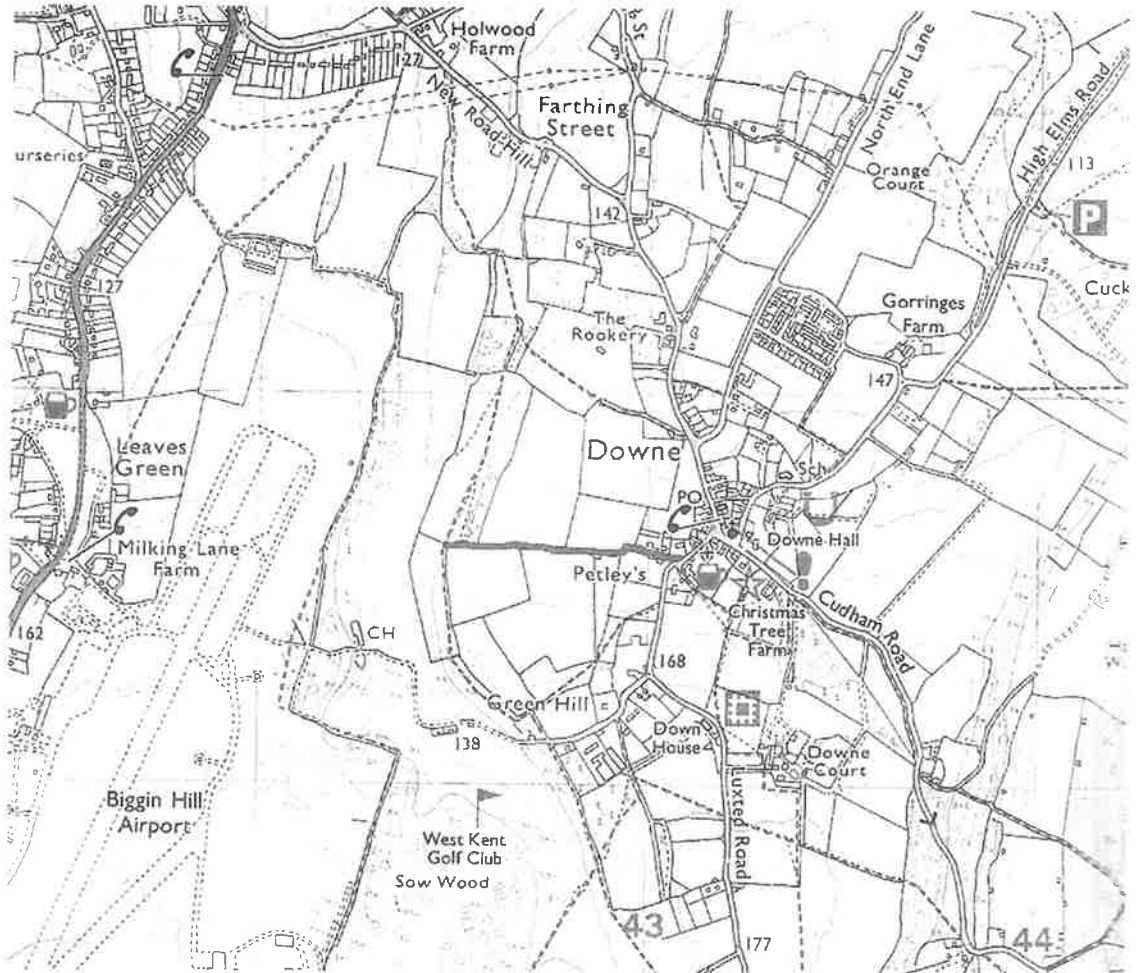 Holwood
Farm
127
New Road Hill
Farthing
Street
St
North End Lane
High Elms Road
113
P
urseries
Orange
Court
142
127
Cuck
Gorringes
Farm
The
Rookery
147
Leaves
Green
Downe
Sch
PO
Milking Lane
Farm
Downe Hall
Petley's
Christmas
Tree
Farm
Cudham Road
162
CH
168
Green Hill
138
Down
House
Downe
Court
Luxted Road
Biggin Hill
Airport
West Kent
Golf Club
Sow Wood
43
177
44